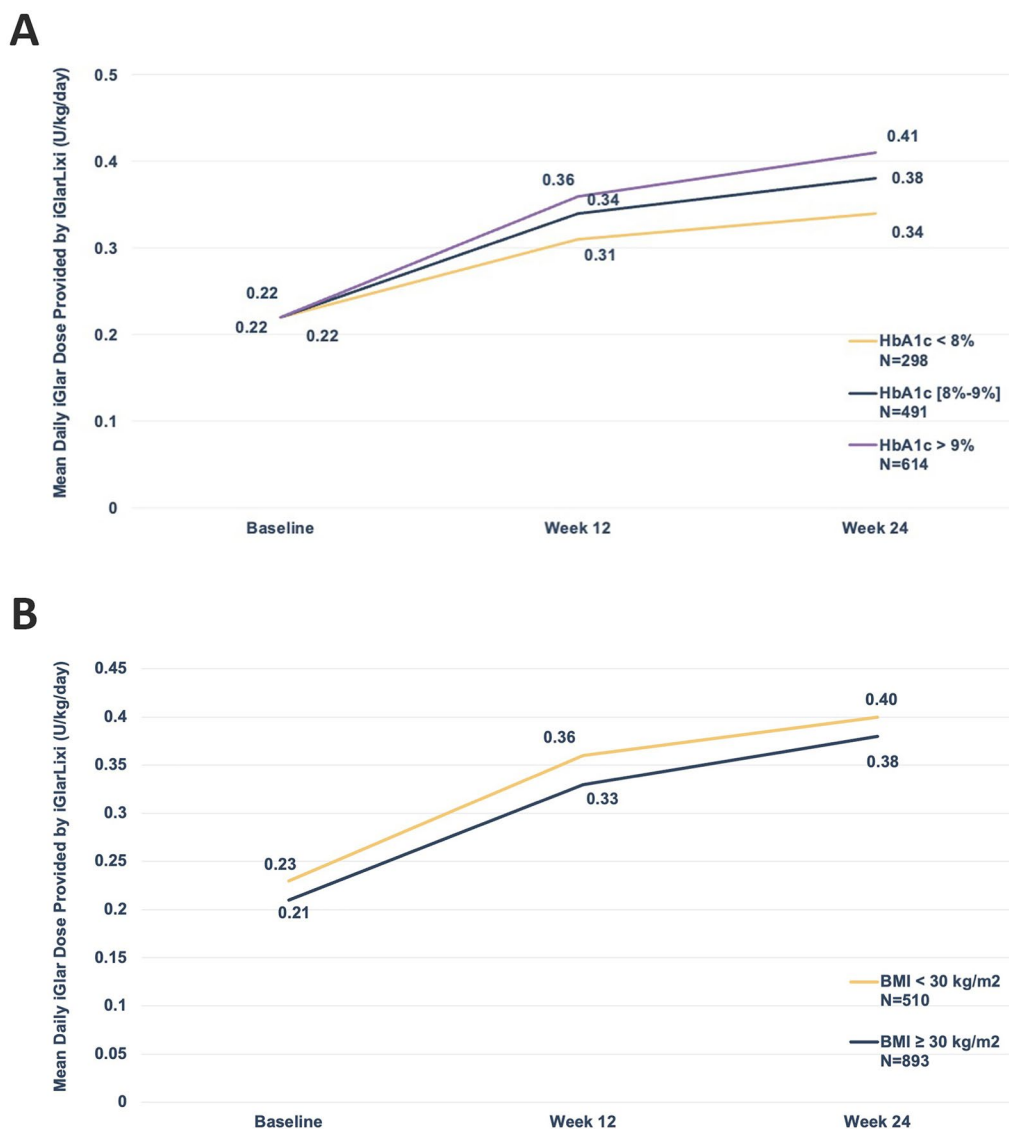 A
Mean Daily iGlar Dose Provided by iGlarLixi (U/kg/day)
0.5
0.4
0.3
0.2
0.1
0
0.22
0.22
0.22
0.36
0.34
0.31
0.41
0.38
0.34
HbA1c < 8%
N=298
HbA1c [8%-9%]
N=491
HbA1c > 9%
N=614
Baseline
Week 12
Week 24
B
Mean Daily iGlar Dose Provided by iGlarLixi (U/kg/day)
0.45
0.4
0.35
0.3
0.25
0.2
0.15
0.1
0.05
0
0.23
0.21
0.36
0.33
0.40
0.38
BMI < 30 kg/m2
N=510
BMI ≥ 30 kg/m2
N=893
Baseline
Week 12
Week 24